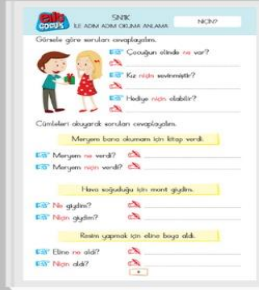 5N1K
İLE ADIM ADIM OKUMA ANLAMA
NİÇİN?
Görsele göre soruları cevaplayalım.
Çocuğun elinde ne var?
Kız niçin sevinmiştir?
Hediye niçin alabilir?
Cümleleri okuyarak soruları cevaplayalım.
Meryem bana okumam için kitap verdi.
Meryem ne verdi?
Meryem niçin verdi?
Hava soğuduğu için mont giydim.
Ne giydim?
Niçin giydim?
Resim yapmak için eline boya aldı.
Eline ne aldı?
Niçin aldı?